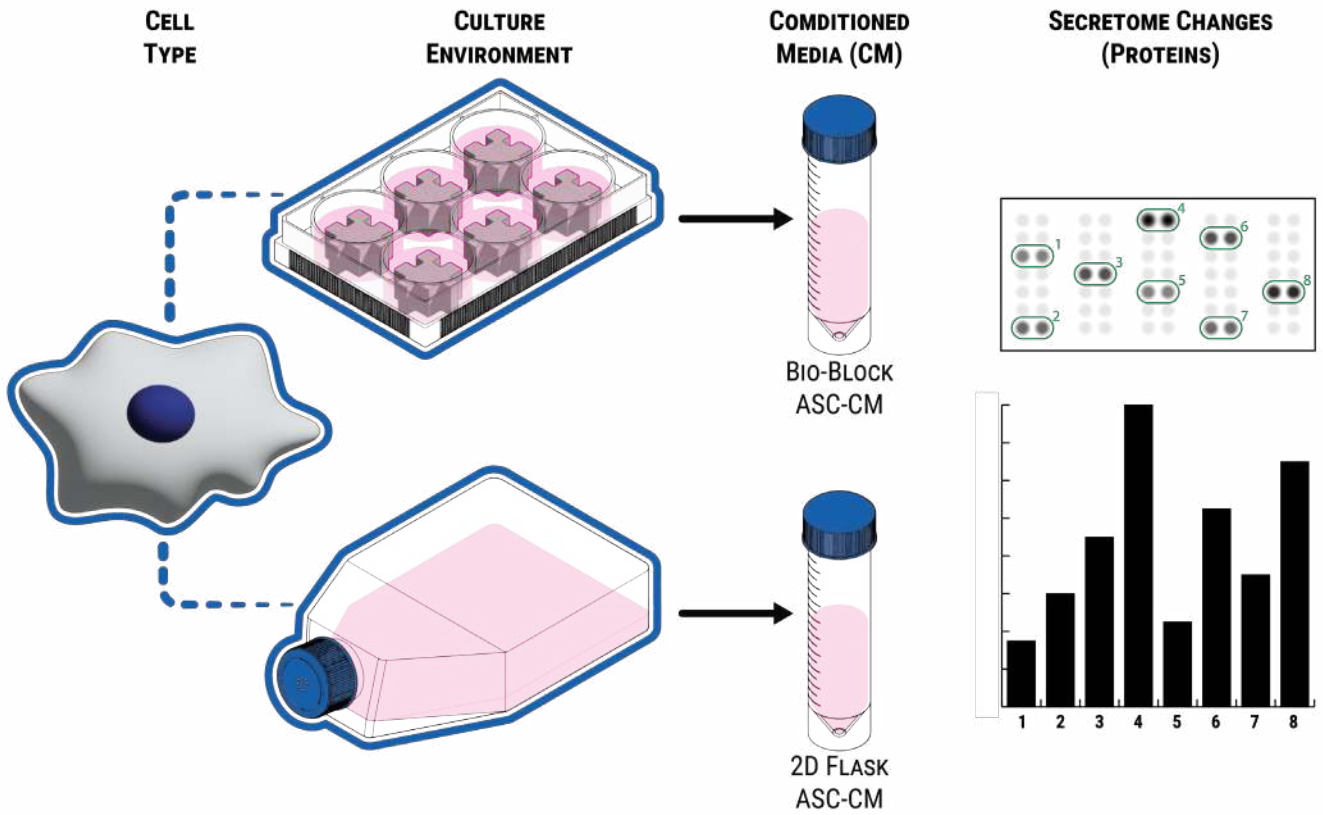 CELL
TYPE
CULTURE
ENVIRONMENT
COMDITIONED
MEDIA (CM)
SECRETOME CHANGES
(PROTEINS)
4
6
1
3
5
8
2
7
BIO-BLOCK
ASC-CM
1 2 3 4 5 6 7 8
2D FLASK
ASC-CM